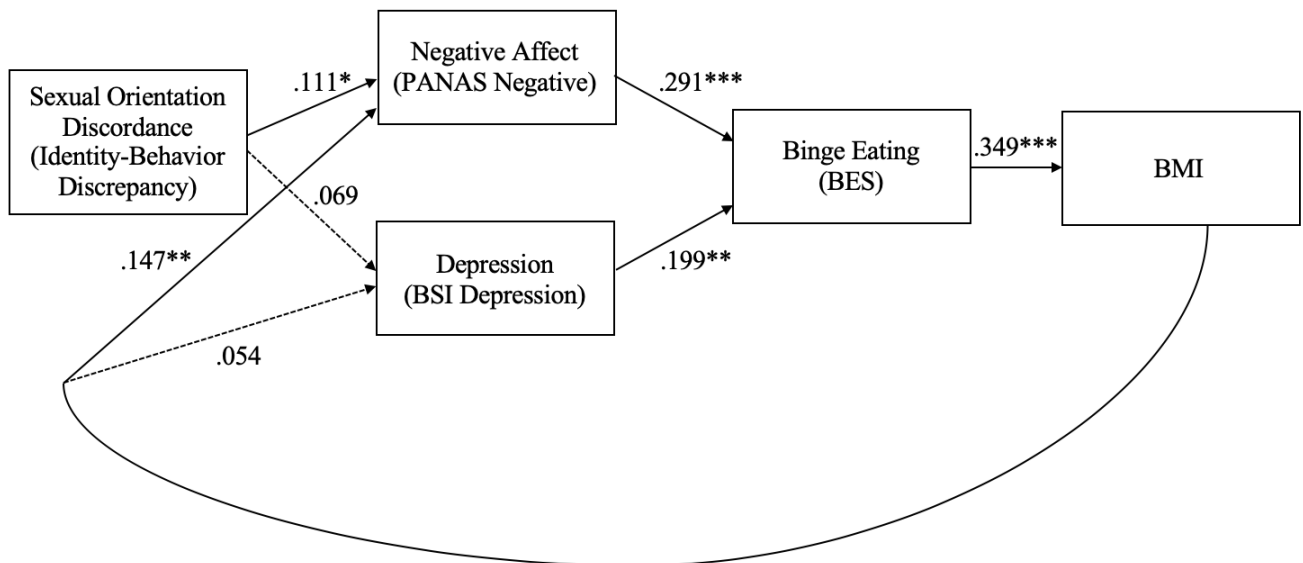 Sexual Orientation
Discordance
(Identity-Behavior
Discrepancy)
.111*
.069
.147**
.054
Negative Affect
(PANAS Negative)
Depression
(BSI Depression)
.291***
.199**
Binge Eating
(BES)
.349***
BMI